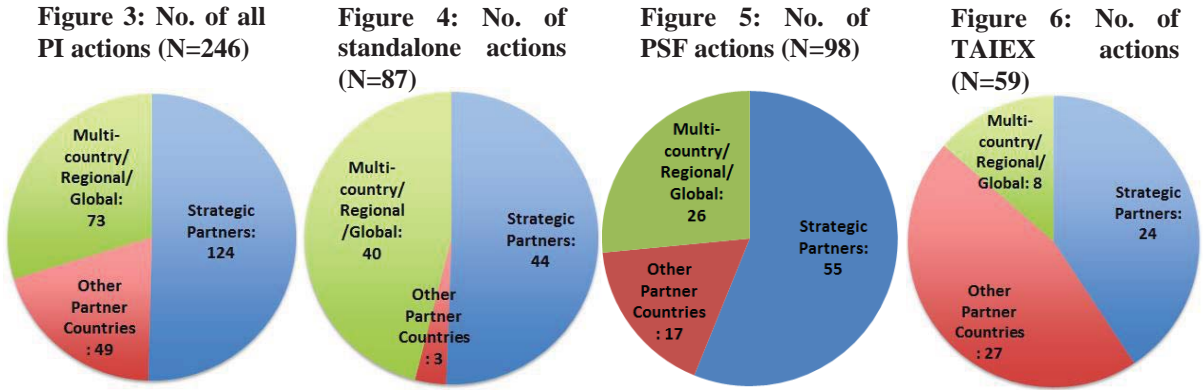 Figure 3: No. of all
PI actions (N=246)
Multi-
country/
Regional/
Global:
73
Strategic
Partners:
124
Other
Partner
Countries
: 49
Figure 4: No. of
standalone actions
(N=87)
Multi-
country/
Regional
/Global:
40
Strategic
Partners:
44
Other
Partner
Countries
: 3
Figure 5: No. of
PSF actions (N=98)
Multi-
country/
Regional/
Global:
26
Strategic
Partners:
55
Other
Partner
Countries
: 17
Figure 6: No. of
TAIEX actions
(N=59)
Multi-
country/
Regional/
Global: 8
Strategic
Partners:
24
Other
Partner
Countries
: 27